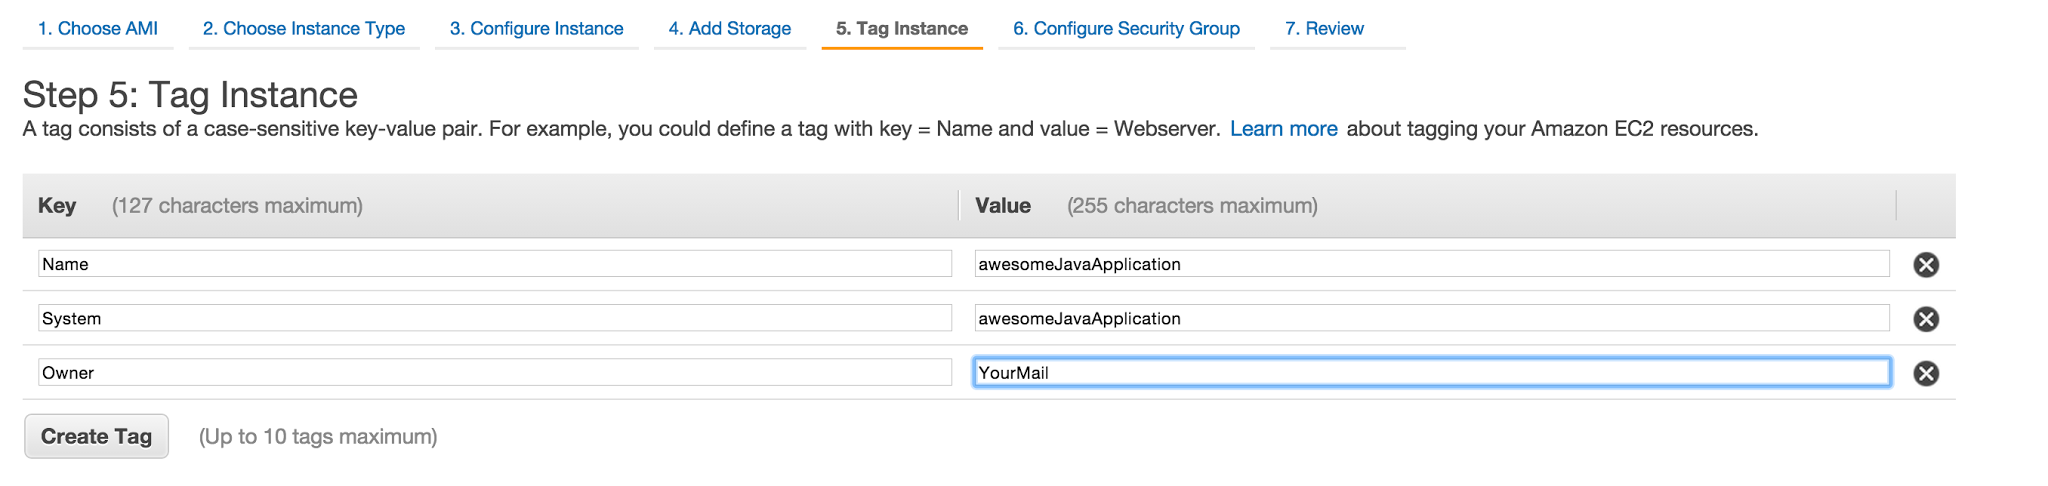 1. Choose AMI 2. Choose Instance Type 3. Configure Instance 4. Add Storage 5. Tag Instance 6. Configure Security Group 7. Review
Step 5: Tag Instance
A tag consists of a case-sensitive key-value pair. For example, you could define a tag with key = Name and value = Webserver. Learn more about tagging your Amazon EC2 resources.
Key (127 characters maximum) Value (255 characters maximum)
Name awesomeJavaApplication
System awesomeJavaApplication
Owner YourMail
Create Tag (Up to 10 tags maximum)